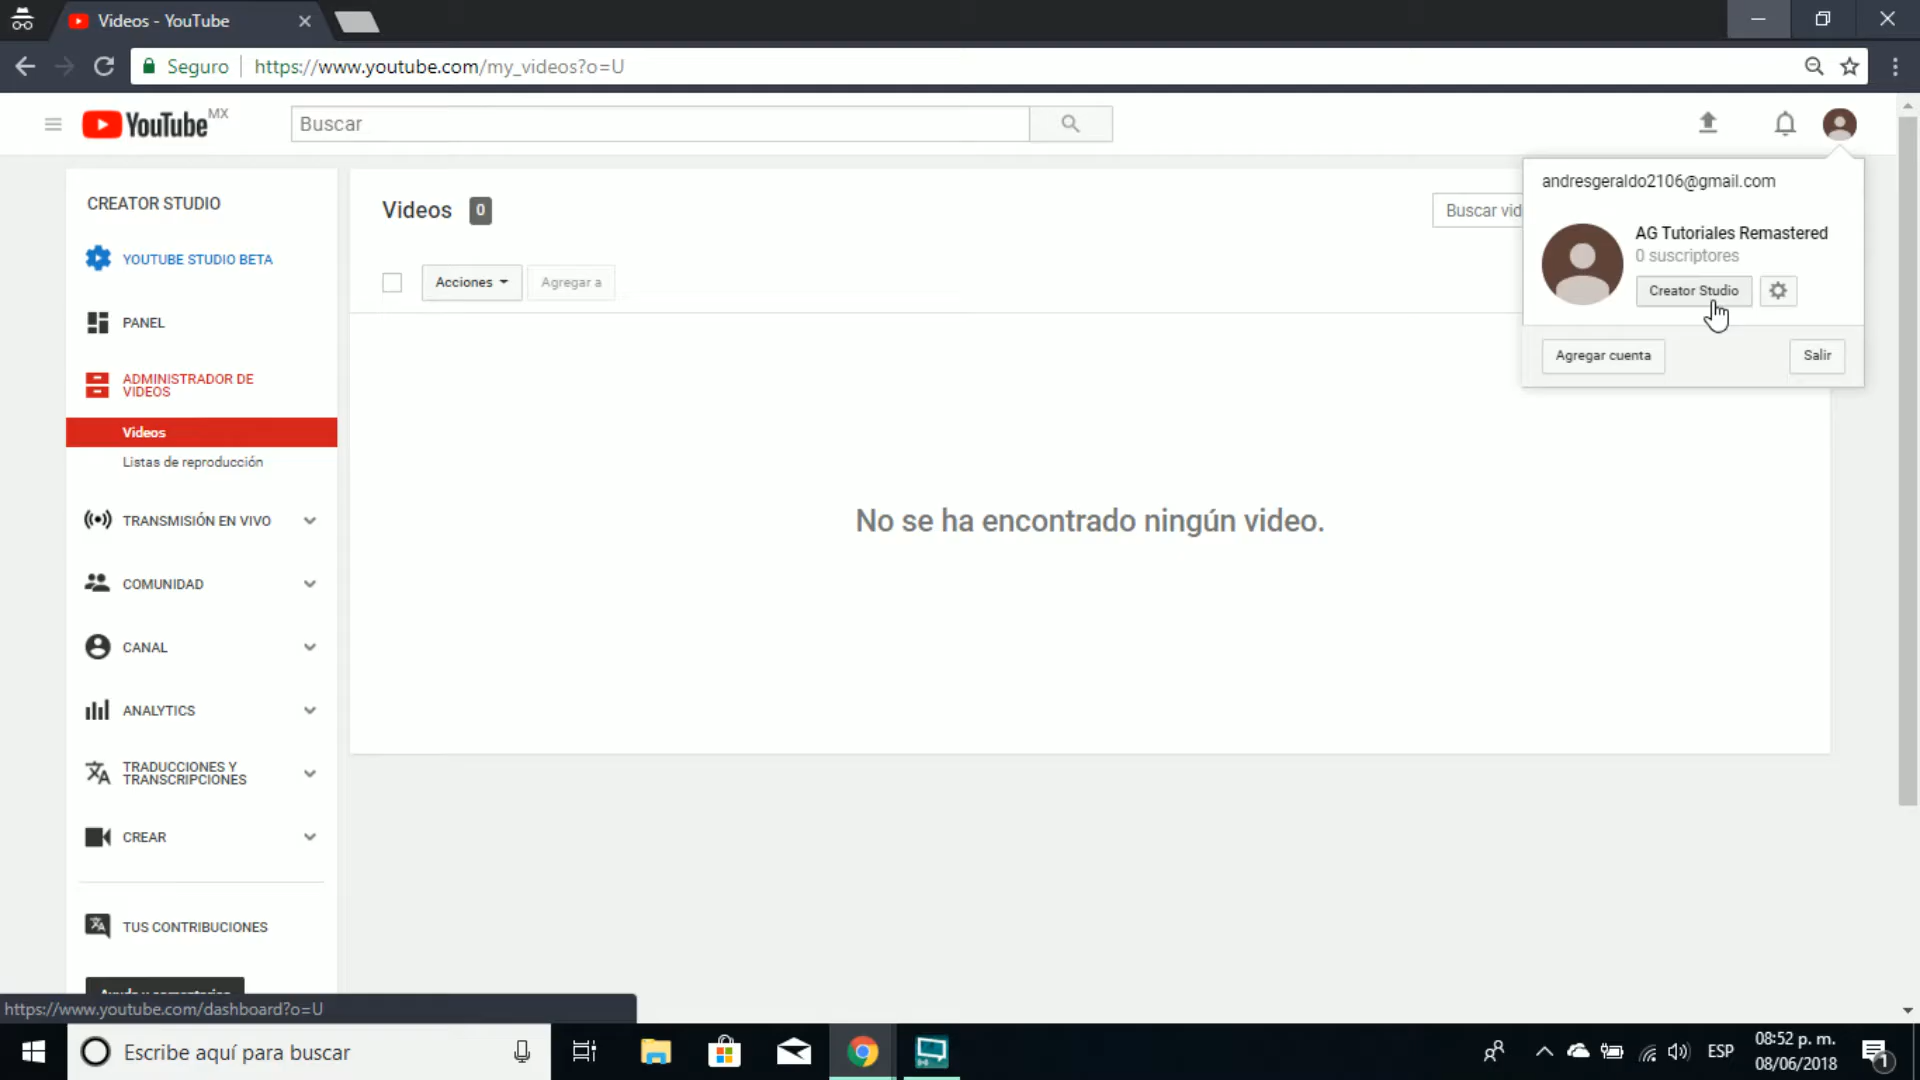 Videos - YouTube
Seguro
https://www.youtube.com/my_videos?o=U
YouTube MX
Buscar
andresgeraldo2106@gmail.com
AG Tutoriales Remastered
0 suscriptores
Creator Studio
Agregar cuenta
Salir
CREATOR STUDIO
YOUTUBE STUDIO BETA
PANEL
ADMINISTRADOR DE
VIDEOS
Videos
Listas de reproducción
TRANSMISIÓN EN VIVO
COMUNIDAD
CANAL
ANALYTICS
TRADUCCIONES Y
TRANSCRIPCIONES
CREAR
TUS CONTRIBUCIONES
Videos 0
Buscar vid
Acciones
Agregar a
No se ha encontrado ningún video.
https://www.youtube.com/dashboard?o=U
Escribe aquí para buscar
ESP
08:52 p. m.
08/06/2018
1